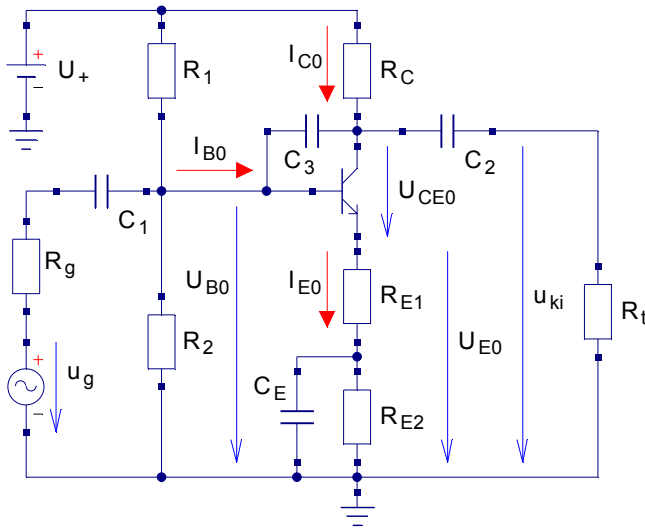 U+
+
−
R1
IC0
RC
IB0
C3
C2
C1
UCE0
Rg
UB0
IE0
RE1
uki
Rt
R2
UE0
ug
+
−
CE
RE2